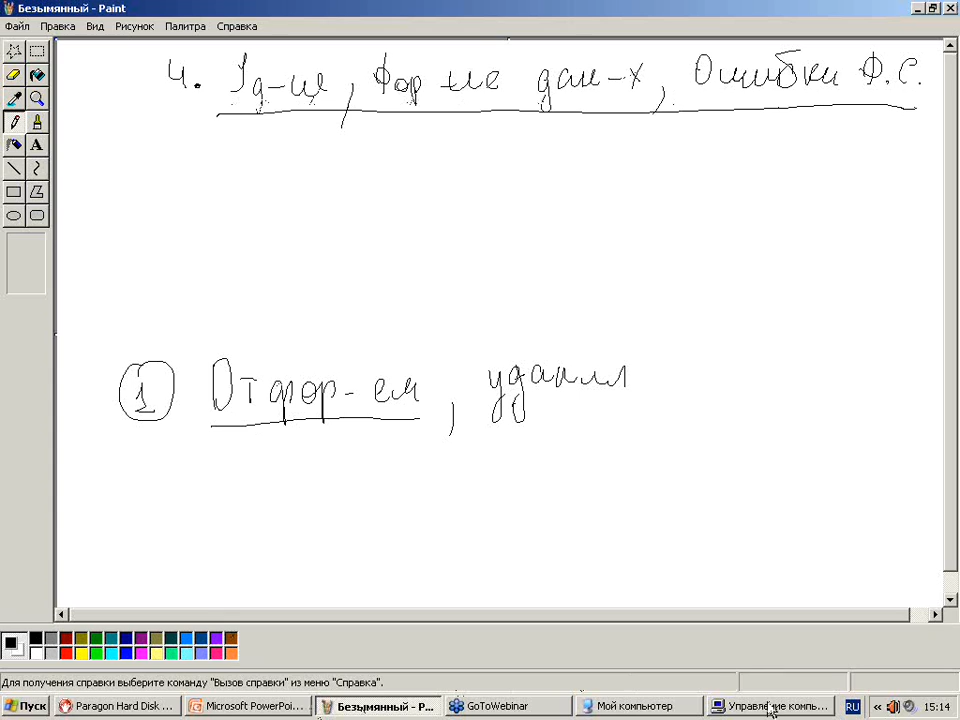 Безымянный - Paint
Файл Правка Вид Рисунок Палитра Справка
4. Уд-ие, Фор-ие дан-х, Ошибки Ф.С.
1 Отфор-ем, удалил
Для получения справки выберите команду "Вызов справки" из меню "Справка".
Пуск Paragon Hard Disk ... Microsoft PowerPoi... Безымянный - P... GoToWebinar Мой компьютер Управление компь... RU « 15:14